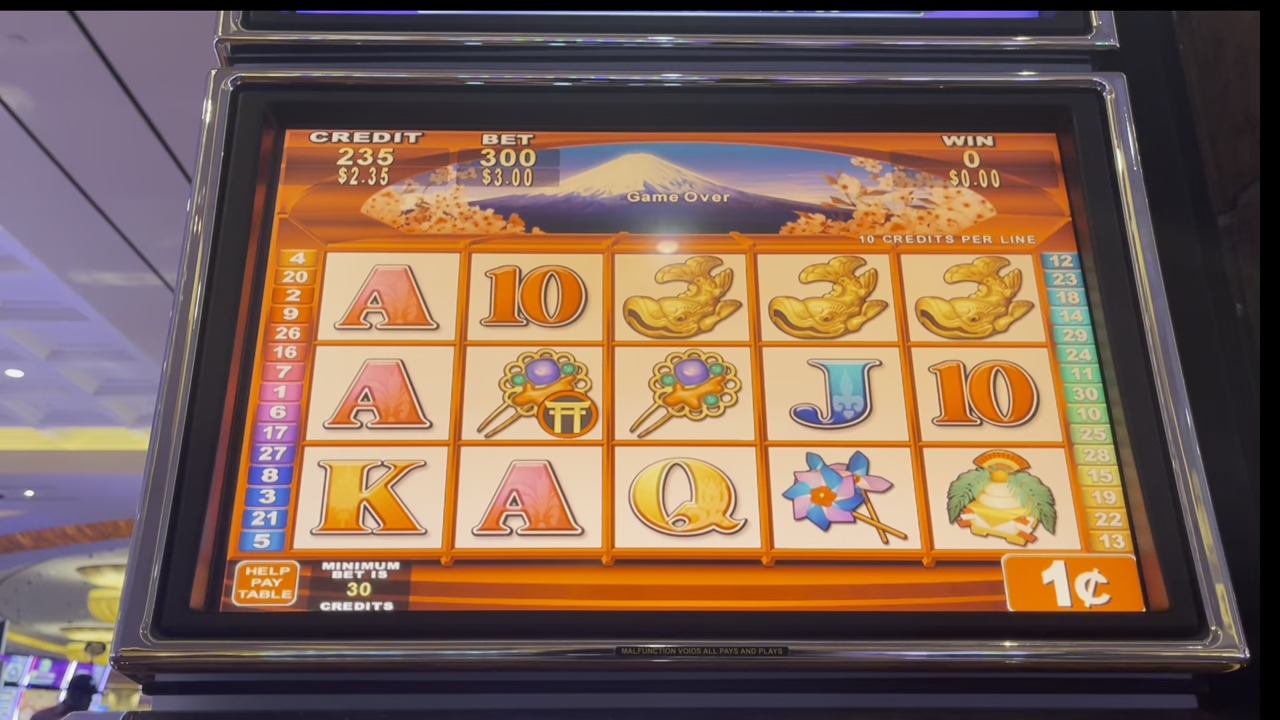 CREDIT BET WIN
235 300 0
$2.35 $3.00 $0.00
Game Over
10 CREDITS PER LINE
4 12
20 23
2 18
9 14
26 29
16 24
7 11
1 30
6 10
17 25
27 28
8 15
3 19
21 22
5 13
A 10
A J 10
K A Q
HELP
PAY
TABLE
MINIMUM
BET IS
30
CREDITS
1¢
MALFUNCTION VOIDS ALL PAYS AND PLAYS